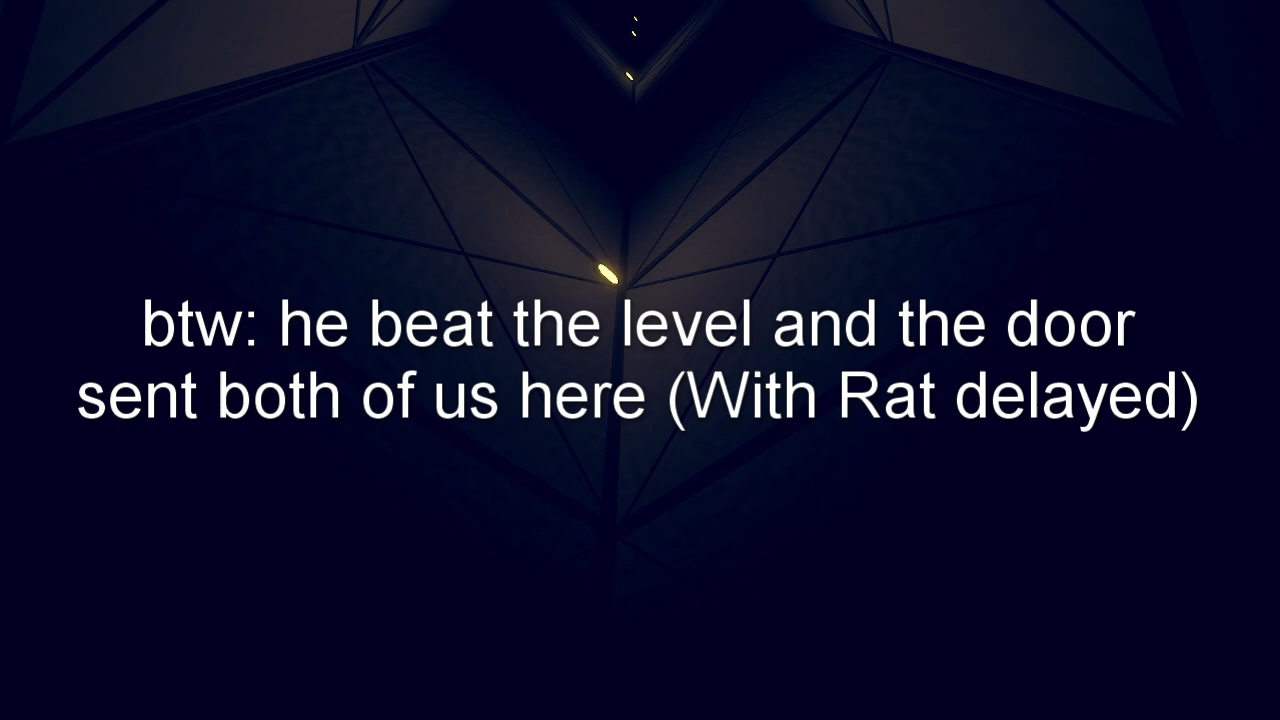 btw: he beat the level and the door
sent both of us here (With Rat delayed)